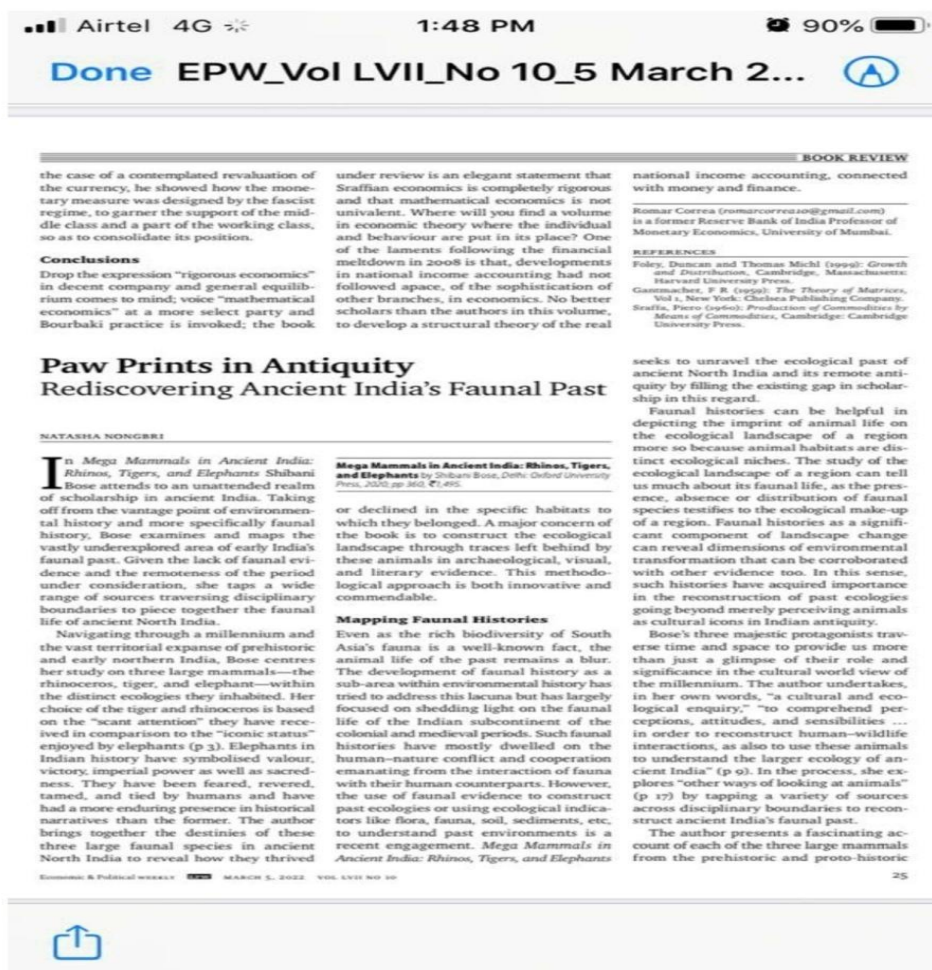 Airtel 4G
1:48 PM
90%
Done
EPW_Vol LVII_No 10_5 March 2...
BOOK REVIEW
the case of a contemplated revaluation of
the currency, he showed how the mone-
tary measure was designed by the fascist
regime, to garner the support of the mid-
dle class and a part of the working class,
so as to consolidate its position.
Conclusions
Drop the expression “rigorous economics”
in decent company and general equilib-
rium comes to mind; voice “mathematical
economics” at a more select party and
Bourbaki practice is invoked; the book
under review is an elegant statement that
Sraffian economics is completely rigorous
and that mathematical economics is not
univalent. Where will you find a volume
in economic theory where the individual
and behaviour are put in its place? One
of the laments following the financial
meltdown in 2008 is that, developments
in national income accounting had not
followed apace, of the sophistication of
other branches, in economics. No better
scholars than the authors in this volume,
to develop a structural theory of the real
national income accounting, connected
with money and finance.
Romar Correa (romarcorrea10@gmail.com)
is a former Reserve Bank of India Professor of
Monetary Economics, University of Mumbai.
REFERENCES
Foley, Duncan and Thomas Michl (1999): Growth
and Distribution, Cambridge, Massachusetts:
Harvard University Press.
Gantmacher, F R (1959): The Theory of Matrices,
Vol 1, New York: Chelsea Publishing Company.
Sraffa, Piero (1960): Production of Commodities by
Means of Commodities, Cambridge: Cambridge
University Press.
Paw Prints in Antiquity
Rediscovering Ancient India’s Faunal Past
NATASHA NONGBRI
In Mega Mammals in Ancient India:
Rhinos, Tigers, and Elephants Shibani
Bose attends to an unattended realm
of scholarship in ancient India. Taking
off from the vantage point of environmen-
tal history and more specifically faunal
history, Bose examines and maps the
vastly underexplored area of early India’s
faunal past. Given the lack of faunal evi-
dence and the remoteness of the period
under consideration, she taps a wide
range of sources traversing disciplinary
boundaries to piece together the faunal
life of ancient North India.
Navigating through a millennium and
the vast territorial expanse of prehistoric
and early northern India, Bose centres
her study on three large mammals—the
rhinoceros, tiger, and elephant—within
the distinct ecologies they inhabited. Her
choice of the tiger and rhinoceros is based
on the “scant attention” they have rece-
ived in comparison to the “iconic status”
enjoyed by elephants (p 3). Elephants in
Indian history have symbolised valour,
victory, imperial power as well as sacred-
ness. They have been feared, revered,
tamed, and tied by humans and have
had a more enduring presence in historical
narratives than the former. The author
brings together the destinies of these
three large faunal species in ancient
North India to reveal how they thrived
Mega Mammals in Ancient India: Rhinos, Tigers,
and Elephants by Shibani Bose, Delhi: Oxford University
Press, 2020; pp 360, ₹1,495.
or declined in the specific habitats to
which they belonged. A major concern of
the book is to construct the ecological
landscape through traces left behind by
these animals in archaeological, visual,
and literary evidence. This methodo-
logical approach is both innovative and
commendable.
Mapping Faunal Histories
Even as the rich biodiversity of South
Asia’s fauna is a well-known fact, the
animal life of the past remains a blur.
The development of faunal history as a
sub-area within environmental history has
tried to address this lacuna but has largely
focused on shedding light on the faunal
life of the Indian subcontinent of the
colonial and medieval periods. Such faunal
histories have mostly dwelled on the
human–nature conflict and cooperation
emanating from the interaction of fauna
with their human counterparts. However,
the use of faunal evidence to construct
past ecologies or using ecological indica-
tors like flora, fauna, soil, sediments, etc,
to understand past environments is a
recent engagement. Mega Mammals in
Ancient India: Rhinos, Tigers, and Elephants
seeks to unravel the ecological past of
ancient North India and its remote anti-
quity by filling the existing gap in scholar-
ship in this regard.
Faunal histories can be helpful in
depicting the imprint of animal life on
the ecological landscape of a region
more so because animal habitats are dis-
tinct ecological niches. The study of the
ecological landscape of a region can tell
us much about its faunal life, as the pres-
ence, absence or distribution of faunal
species testifies to the ecological make-up
of a region. Faunal histories as a signifi-
cant component of landscape change
can reveal dimensions of environmental
transformation that can be corroborated
with other evidence too. In this sense,
such histories have acquired importance
in the reconstruction of past ecologies
going beyond merely perceiving animals
as cultural icons in Indian antiquity.
Bose’s three majestic protagonists trav-
erse time and space to provide us more
than just a glimpse of their role and
significance in the cultural world view of
the millennium. The author undertakes,
in her own words, “a cultural and eco-
logical enquiry,” “to comprehend per-
ceptions, attitudes, and sensibilities ...
in order to reconstruct human–wildlife
interactions, as also to use these animals
to understand the larger ecology of an-
cient India” (p 9). In the process, she ex-
plores “other ways of looking at animals”
(p 17) by tapping a variety of sources
across disciplinary boundaries to recon-
struct ancient India’s faunal past.
The author presents a fascinating ac-
count of each of the three large mammals
from the prehistoric and proto-historic
Economic & Political WEEKLY EPW MARCH 5, 2022 VOL LVII NO 10
25